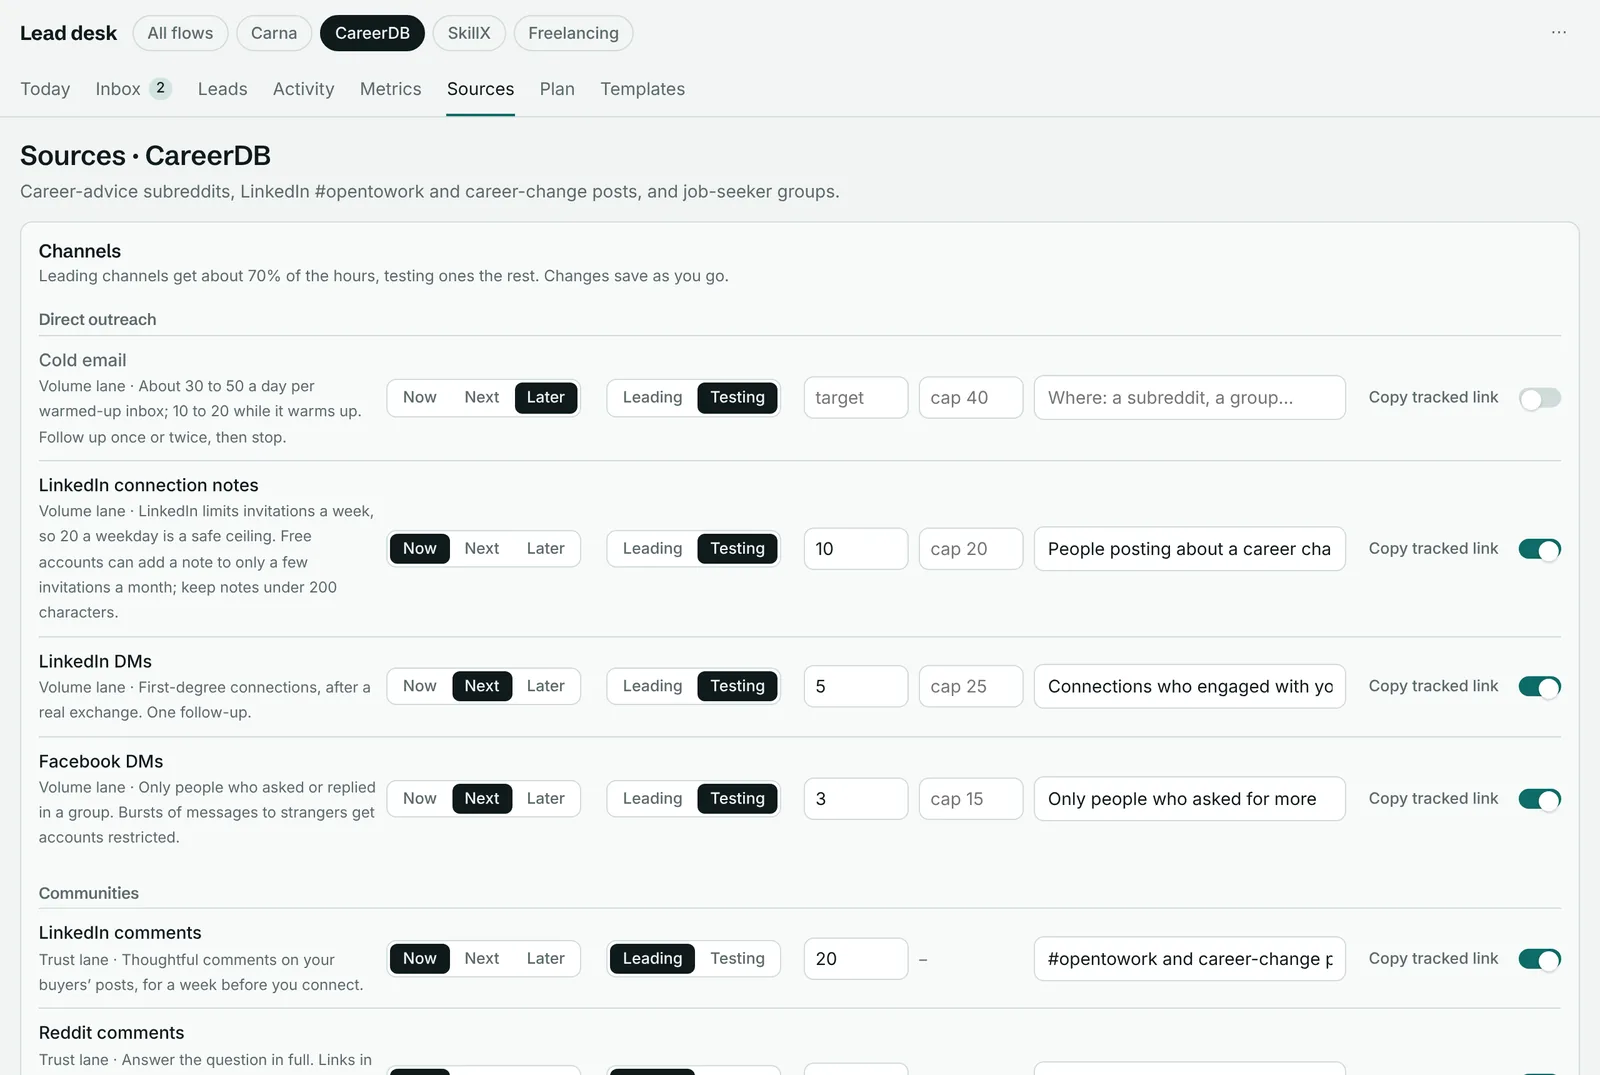 Lead desk
All flows
Carna
CareerDB
SkillX
Freelancing
...
Today
Inbox 2
Leads
Activity
Metrics
Sources
Plan
Templates
Sources · CareerDB
Career-advice subreddits, LinkedIn #opentowork and career-change posts, and job-seeker groups.
Channels
Leading channels get about 70% of the hours, testing ones the rest. Changes save as you go.
Direct outreach
Cold email
Volume lane · About 30 to 50 a day per
warmed-up inbox; 10 to 20 while it warms up.
Follow up once or twice, then stop.
Now Next Later
Leading Testing
target
cap 40
Where: a subreddit, a group...
Copy tracked link
LinkedIn connection notes
Volume lane · LinkedIn limits invitations a week,
so 20 a weekday is a safe ceiling. Free
accounts can add a note to only a few
invitations a month; keep notes under 200
characters.
Now Next Later
Leading Testing
10
cap 20
People posting about a career cha
Copy tracked link
LinkedIn DMs
Volume lane · First-degree connections, after a
real exchange. One follow-up.
Now Next Later
Leading Testing
5
cap 25
Connections who engaged with yo
Copy tracked link
Facebook DMs
Volume lane · Only people who asked or replied
in a group. Bursts of messages to strangers get
accounts restricted.
Now Next Later
Leading Testing
3
cap 15
Only people who asked for more
Copy tracked link
Communities
LinkedIn comments
Trust lane · Thoughtful comments on your
buyers’ posts, for a week before you connect.
Now Next Later
Leading Testing
20
–
#opentowork and career-change p
Copy tracked link
Reddit comments
Trust lane · Answer the question in full. Links in